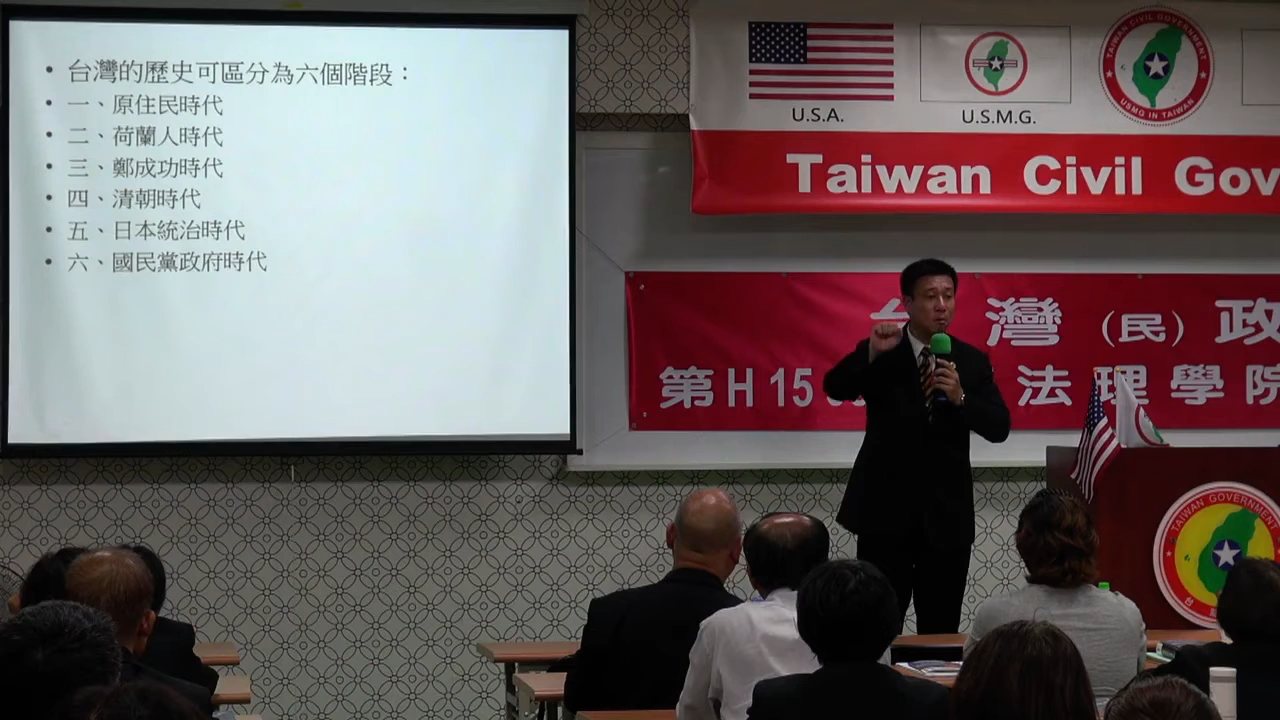 • 台灣的歷史可區分為六個階段：
• 一、原住民時代
• 二、荷蘭人時代
• 三、鄭成功時代
• 四、清朝時代
• 五、日本統治時代
• 六、國民黨政府時代
U.S.A.
U.S.M.G.
TAIWAN CIVIL GOVERNMENT
USMG IN TAIWAN
Taiwan Civil Gov
台灣（民）政
第H15 法理學院
TAIWAN GOVERNMENT